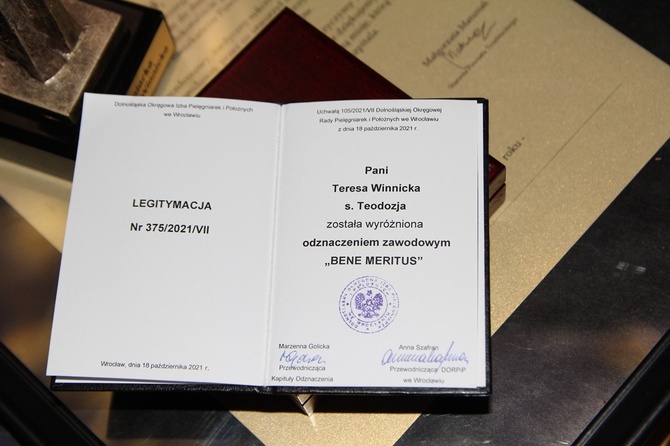 Dolnośląska Okręgowa Izba Pielęgniarek i Położnych
we Wrocławiu
LEGITYMACJA
Nr 375/2021/VII
Wrocław, dnia 18 października 2021 r.
Uchwałą 105/2021/VII Dolnośląskiej Okręgowej
Rady Pielęgniarek i Położnych we Wrocławiu
z dnia 18 października 2021 r.
Pani
Teresa Winnicka
s. Teodozja
została wyróżniona
odznaczeniem zawodowym
„BENE MERITUS”
Marzenna Golicka
Przewodnicząca
Kapituły Odznaczenia
Anna Szafran
Przewodnicząca DORPiP
we Wrocławiu
Małgorzata
roku -